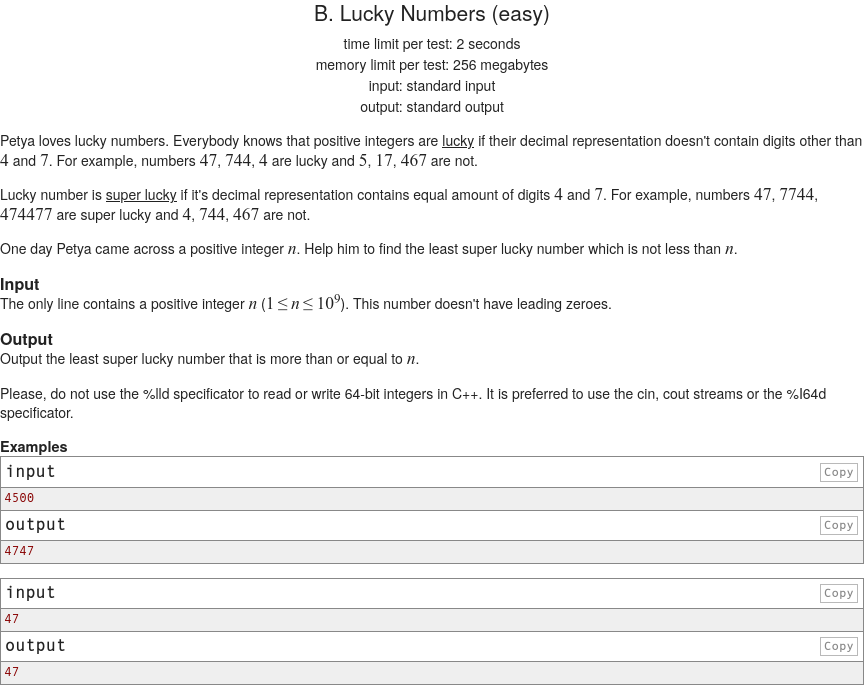 B. Lucky Numbers (easy)
time limit per test: 2 seconds
memory limit per test: 256 megabytes
input: standard input
output: standard output
Petya loves lucky numbers. Everybody knows that positive integers are lucky if their decimal representation doesn't contain digits other than
4 and 7. For example, numbers 47, 744, 4 are lucky and 5, 17, 467 are not.
Lucky number is super lucky if it's decimal representation contains equal amount of digits 4 and 7. For example, numbers 47, 7744,
474477 are super lucky and 4, 744, 467 are not.
One day Petya came across a positive integer n. Help him to find the least super lucky number which is not less than n.
Input
The only line contains a positive integer n (1 ≤ n ≤ 10⁹). This number doesn't have leading zeroes.
Output
Output the least super lucky number that is more than or equal to n.
Please, do not use the %lld specificator to read or write 64-bit integers in C++. It is preferred to use the cin, cout streams or the %I64d
specificator.
Examples
input Copy
4500
output Copy
4747
input Copy
47
output Copy
47